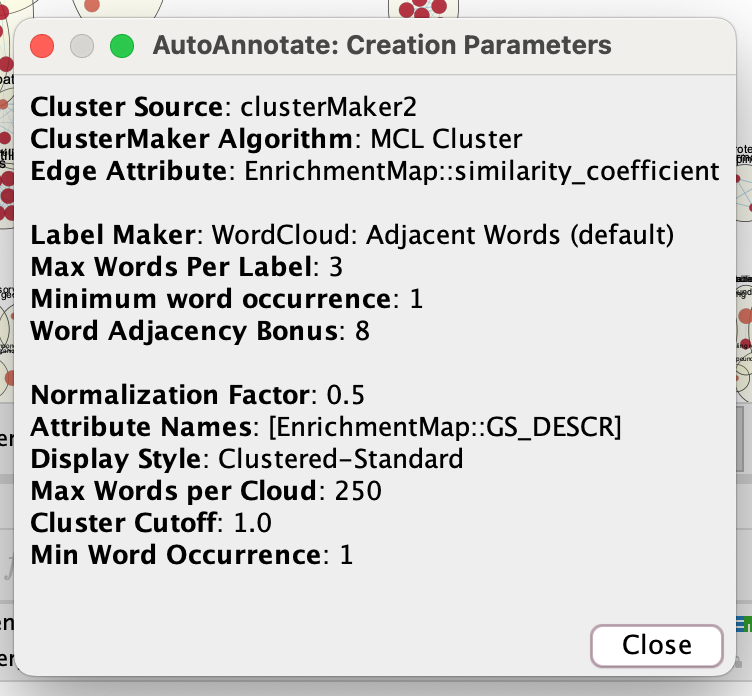 AutoAnnotate: Creation Parameters
Cluster Source: clusterMaker2
ClusterMaker Algorithm: MCL Cluster
Edge Attribute: EnrichmentMap::similarity_coefficient
Label Maker: WordCloud: Adjacent Words (default)
Max Words Per Label: 3
Minimum word occurrence: 1
Word Adjacency Bonus: 8
Normalization Factor: 0.5
Attribute Names: [EnrichmentMap::GS_DESCR]
Display Style: Clustered-Standard
Max Words per Cloud: 250
Cluster Cutoff: 1.0
Min Word Occurrence: 1
Close